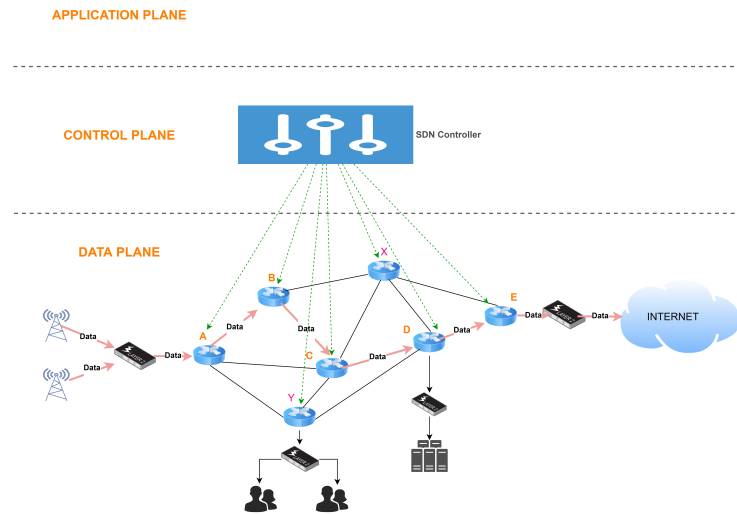 APPLICATION PLANE
CONTROL PLANE
SDN Controller
DATA PLANE
X
B
E
Data
Data
Data
Data
INTERNET
A
Data
D
Data
Data
C
Data
Data
Data
Y